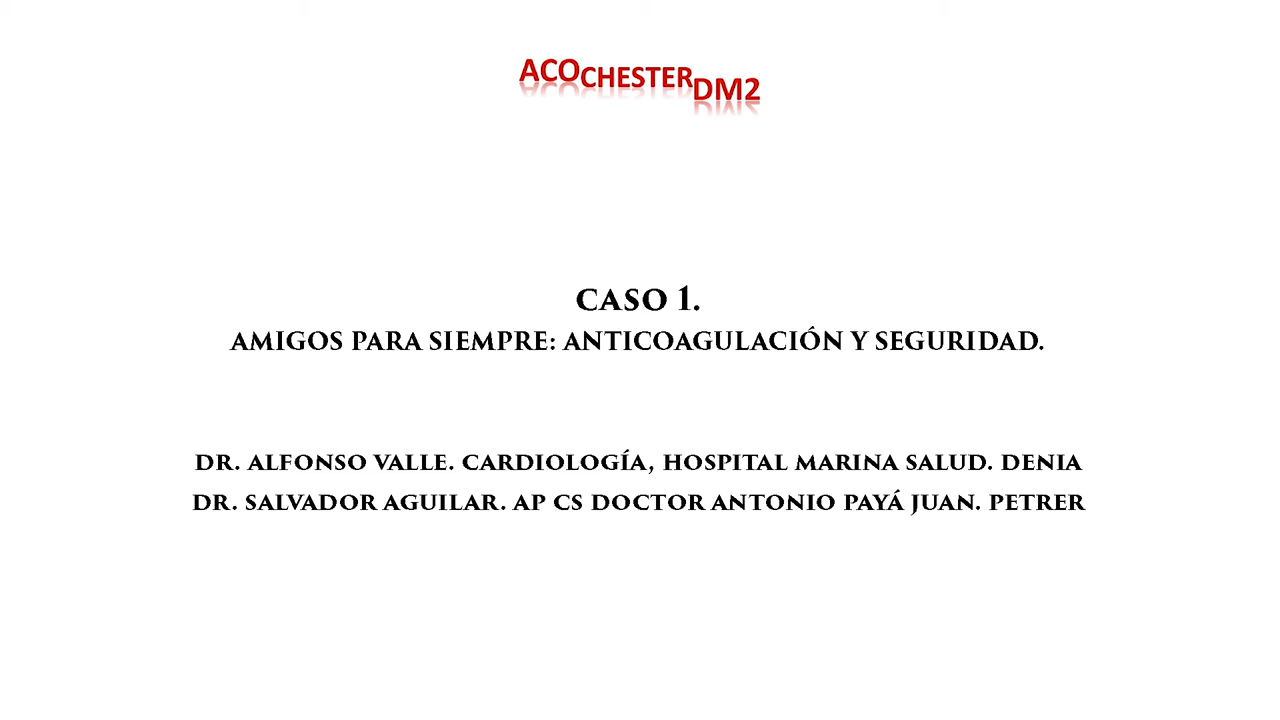 ACOCHESTERDM2
CASO 1.
AMIGOS PARA SIEMPRE: ANTICOAGULACIÓN Y SEGURIDAD.
DR. ALFONSO VALLE. CARDIOLOGÍA, HOSPITAL MARINA SALUD. DENIA
DR. SALVADOR AGUILAR. AP CS DOCTOR ANTONIO PAYÁ JUAN. PETRER